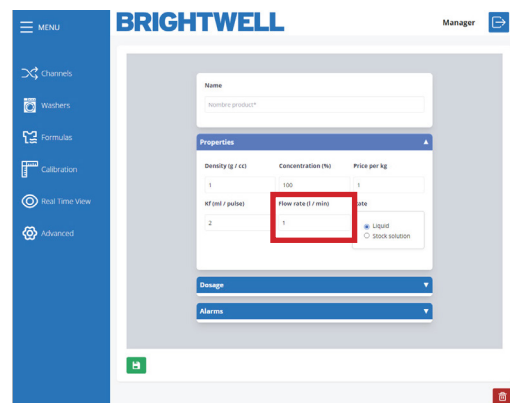 MENU
BRIGHTWELL
Manager
Channels
Washers
Formulas
Calibration
Real Time View
Advanced
Name
Nombre product*
Properties
Density (g / cc)
Concentration (%)
Price per kg
1
100
1
Kf (ml / pulse)
Flow rate (l / min)
2
1
Liquid
Stock solution
Dosage
Alarms